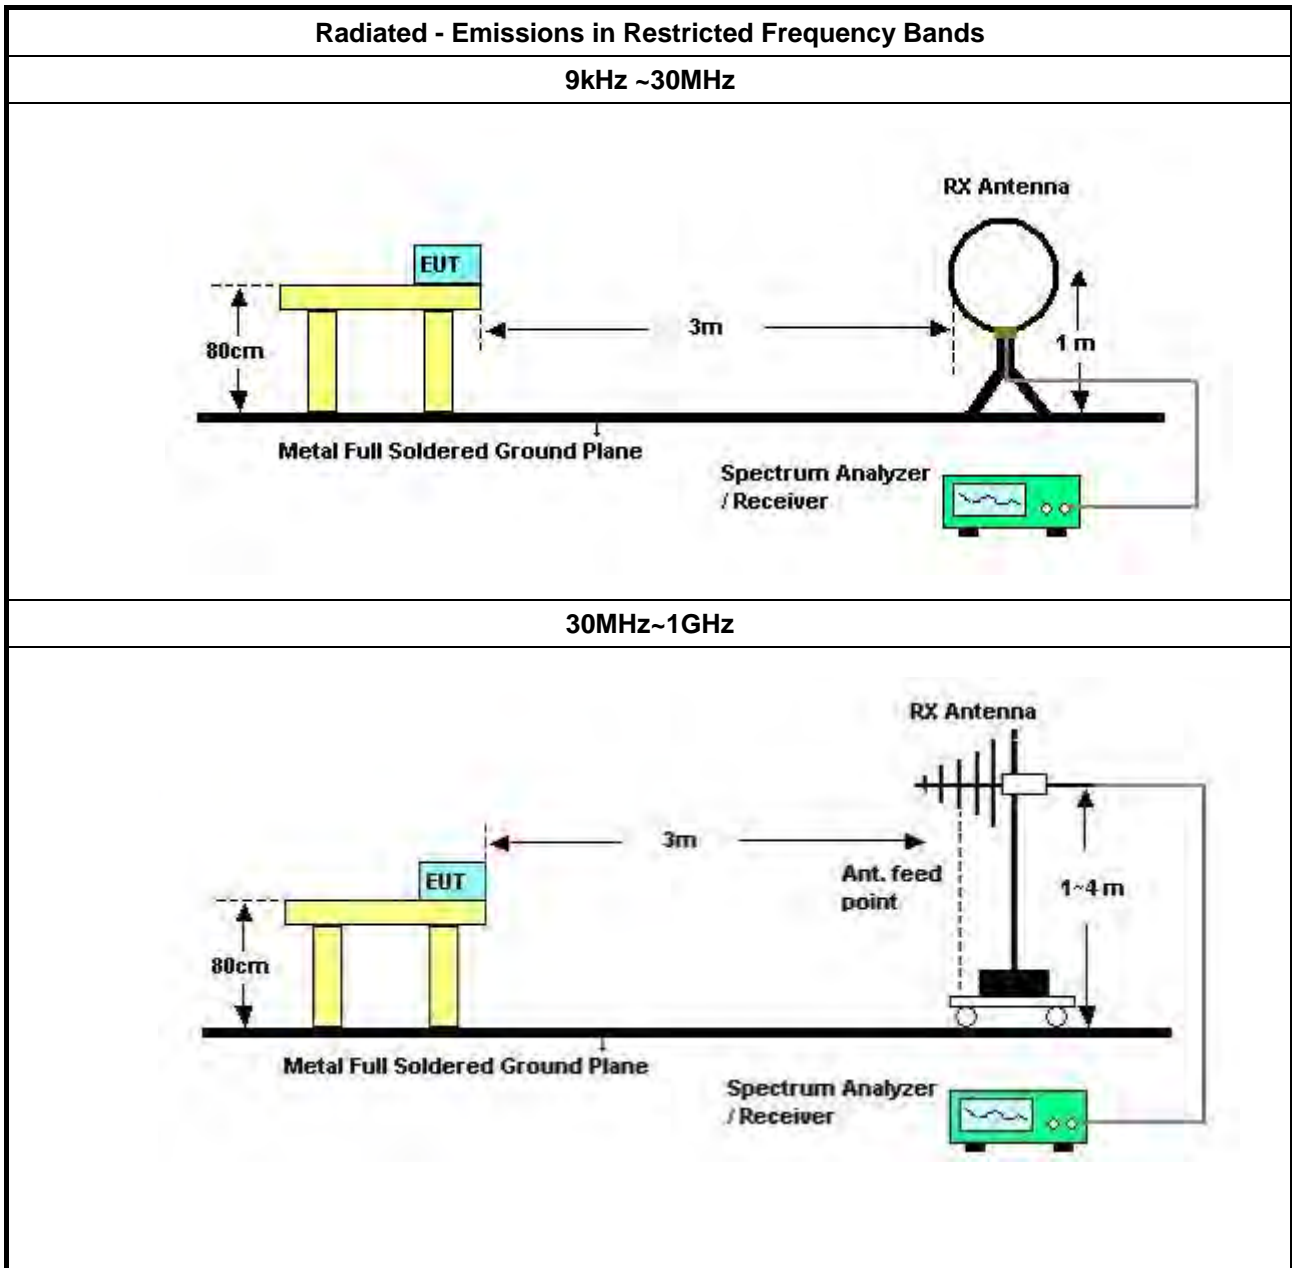 Radiated - Emissions in Restricted Frequency Bands
9kHz ~30MHz
RX Antenna
EUT
3m
80cm
1 m
Metal Full Soldered Ground Plane
Spectrum Analyzer
/ Receiver
30MHz~1GHz
RX Antenna
3m
EUT
Ant. feed
point
1~4 m
80cm
Metal Full Soldered Ground Plane
Spectrum Analyzer
/ Receiver